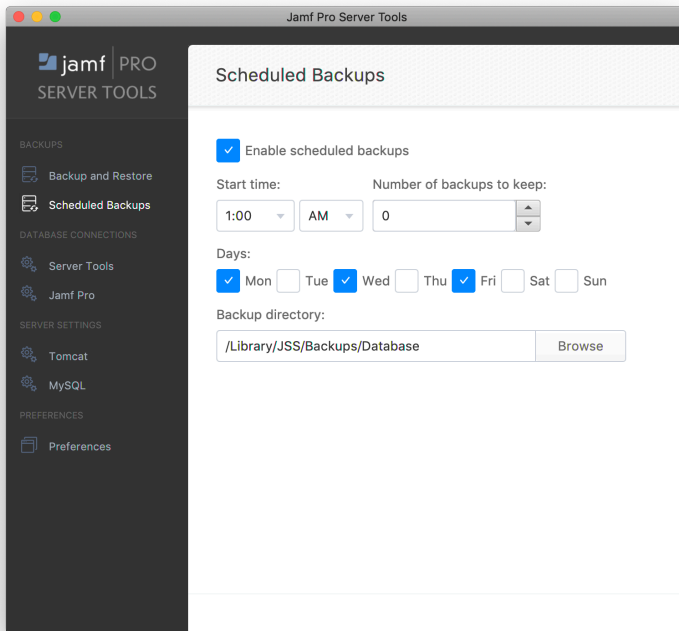 Jamf Pro Server Tools
jamf PRO
SERVER TOOLS
BACKUPS
Backup and Restore
Scheduled Backups
DATABASE CONNECTIONS
Server Tools
Jamf Pro
SERVER SETTINGS
Tomcat
MySQL
PREFERENCES
Preferences
Scheduled Backups
Enable scheduled backups
Start time: Number of backups to keep:
1:00 AM 0
Days:
Mon Tue Wed Thu Fri Sat Sun
Backup directory:
/Library/JSS/Backups/Database Browse